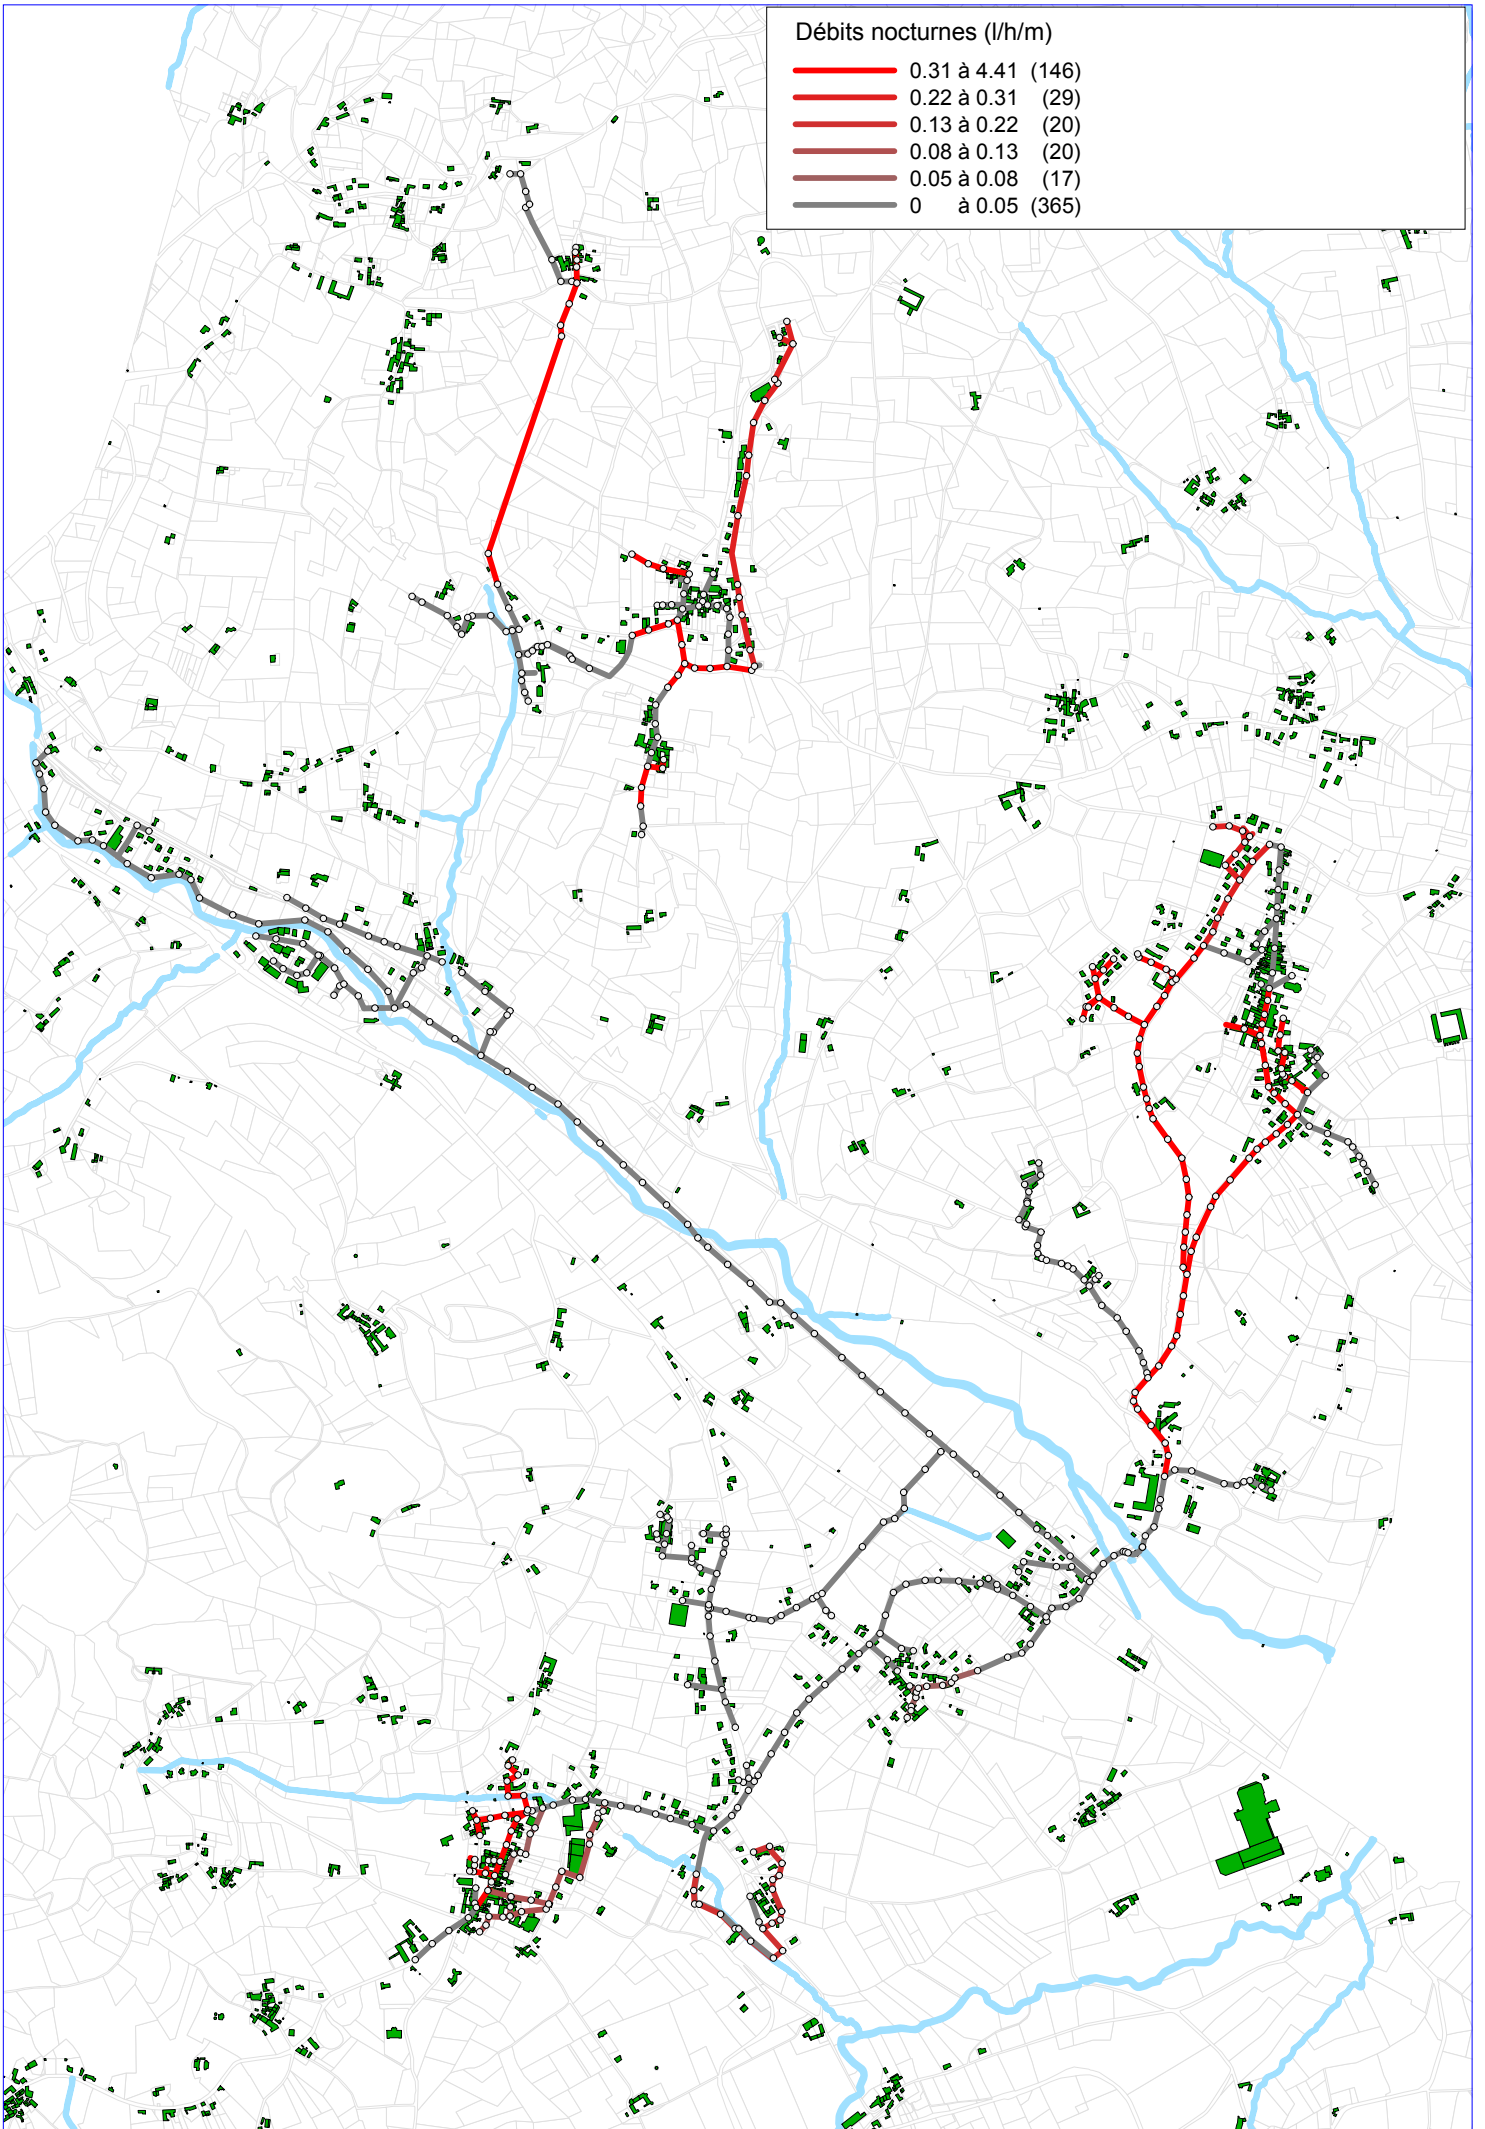 Débits nocturnes (l/h/m)
0.31 à 4.41 (146)
0.22 à 0.31 (29)
0.13 à 0.22 (20)
0.08 à 0.13 (20)
0.05 à 0.08 (17)
0 à 0.05 (365)